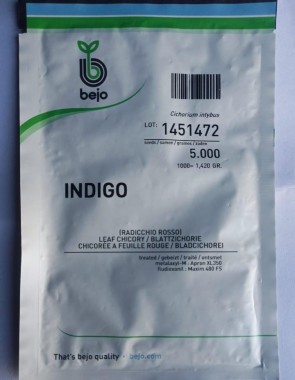 bejo
Cichorium intybus
LOT: 1451472
seeds / samen / graines / zaden
5.000
1000= 1,420 GR.
INDIGO
(RADICCHIO ROSSO)
LEAF CHICORY / BLATTZICHORIE
CHICOREE A FEUILLE ROUGE / BLADCICHOREI
treated / gebeizt / traité / ontsmet
metalaxyl-M : Apron XL350
fludioxonil : Maxim 480 FS
That's bejo quality - bejo.com